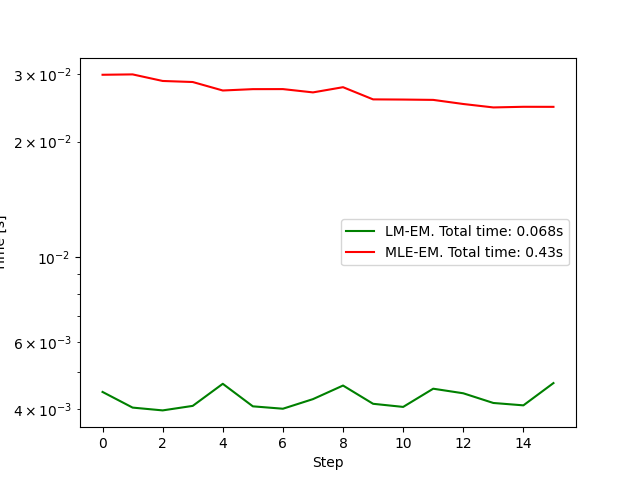 3 × 10⁻²
2 × 10⁻²
10⁻²
6 × 10⁻³
4 × 10⁻³
LM-EM. Total time: 0.068s
MLE-EM. Total time: 0.43s
0 2 4 6 8 10 12 14
Step